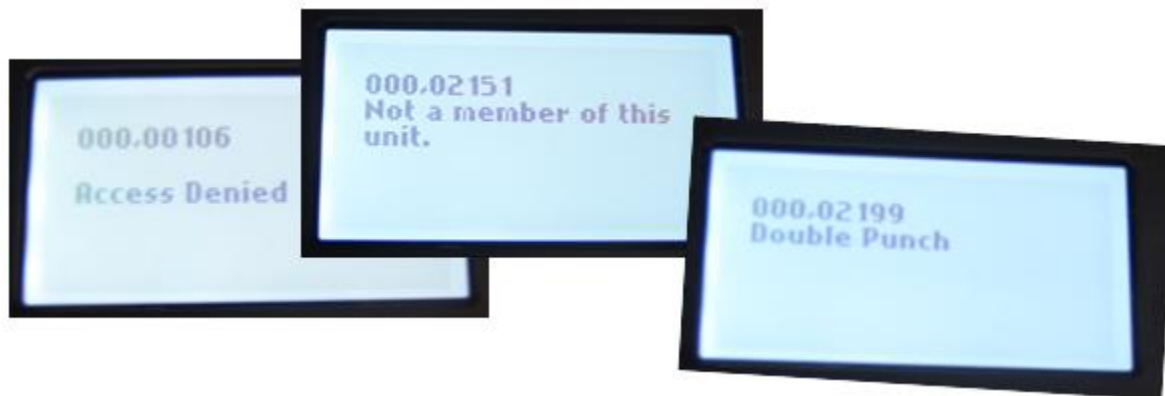 000.00106
Access Denied
000.02151
Not a member of this
unit.
000.02199
Double Punch